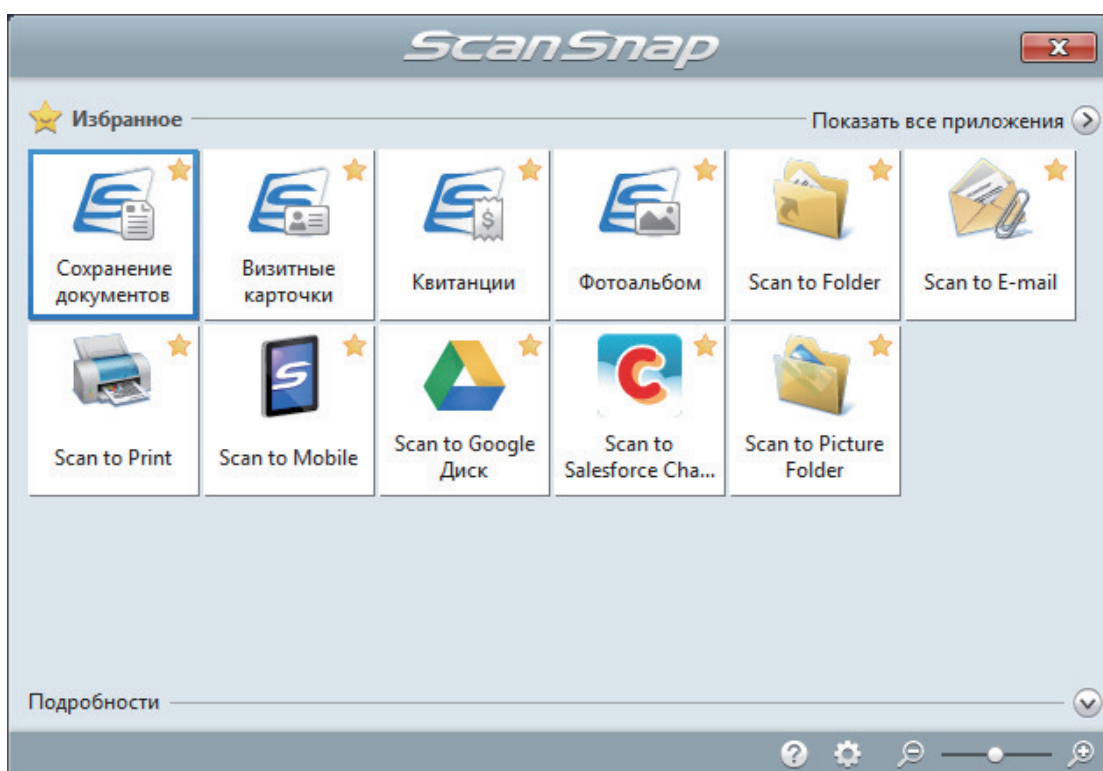 ScanSnap
Избранное
Показать все приложения
Сохранение
документов
Визитные
карточки
Квитанции
Фотоальбом
Scan to Folder
Scan to E-mail
Scan to Print
Scan to Mobile
Scan to Google
Диск
Scan to
Salesforce Cha...
Scan to Picture
Folder
Подробности